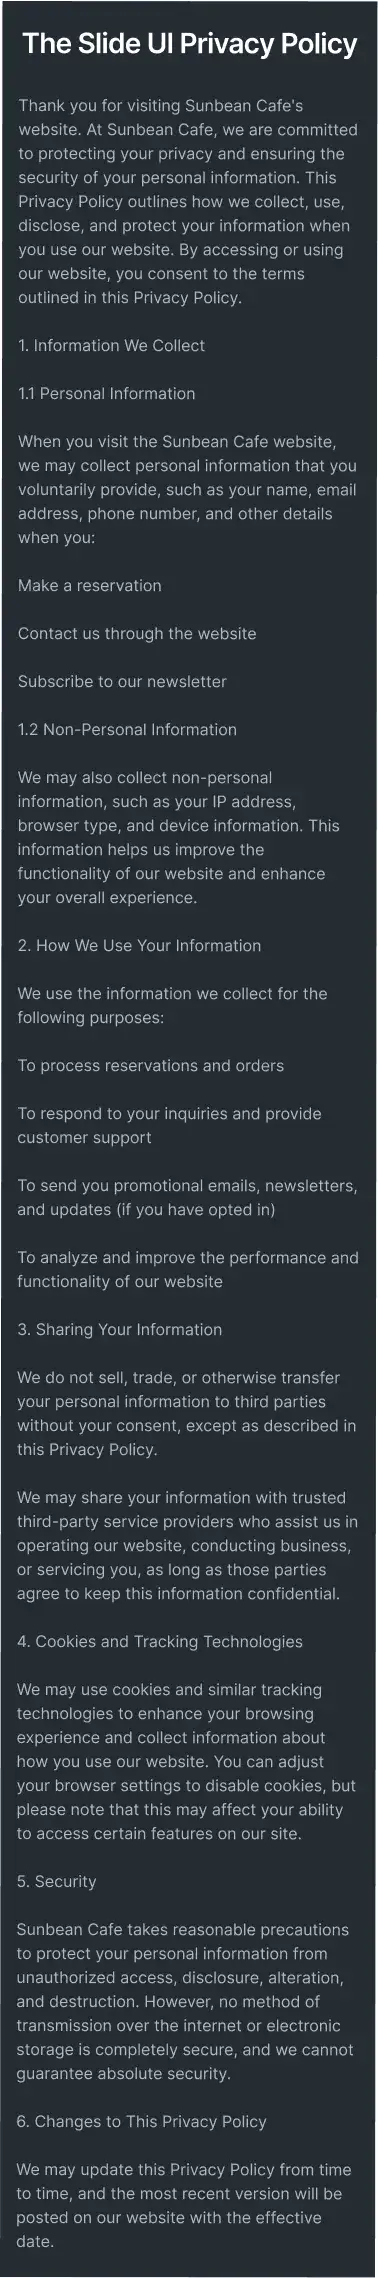 The Slide UI Privacy Policy
Thank you for visiting Sunbean Cafe's
website. At Sunbean Cafe, we are committed
to protecting your privacy and ensuring the
security of your personal information. This
Privacy Policy outlines how we collect, use,
disclose, and protect your information when
you use our website. By accessing or using
our website, you consent to the terms
outlined in this Privacy Policy.
1. Information We Collect
1.1 Personal Information
When you visit the Sunbean Cafe website,
we may collect personal information that you
voluntarily provide, such as your name, email
address, phone number, and other details
when you:
Make a reservation
Contact us through the website
Subscribe to our newsletter
1.2 Non-Personal Information
We may also collect non-personal
information, such as your IP address,
browser type, and device information. This
information helps us improve the
functionality of our website and enhance
your overall experience.
2. How We Use Your Information
We use the information we collect for the
following purposes:
To process reservations and orders
To respond to your inquiries and provide
customer support
To send you promotional emails, newsletters,
and updates (if you have opted in)
To analyze and improve the performance and
functionality of our website
3. Sharing Your Information
We do not sell, trade, or otherwise transfer
your personal information to third parties
without your consent, except as described in
this Privacy Policy.
We may share your information with trusted
third-party service providers who assist us in
operating our website, conducting business,
or servicing you, as long as those parties
agree to keep this information confidential.
4. Cookies and Tracking Technologies
We may use cookies and similar tracking
technologies to enhance your browsing
experience and collect information about
how you use our website. You can adjust
your browser settings to disable cookies, but
please note that this may affect your ability
to access certain features on our site.
5. Security
Sunbean Cafe takes reasonable precautions
to protect your personal information from
unauthorized access, disclosure, alteration,
and destruction. However, no method of
transmission over the internet or electronic
storage is completely secure, and we cannot
guarantee absolute security.
6. Changes to This Privacy Policy
We may update this Privacy Policy from time
to time, and the most recent version will be
posted on our website with the effective
date.